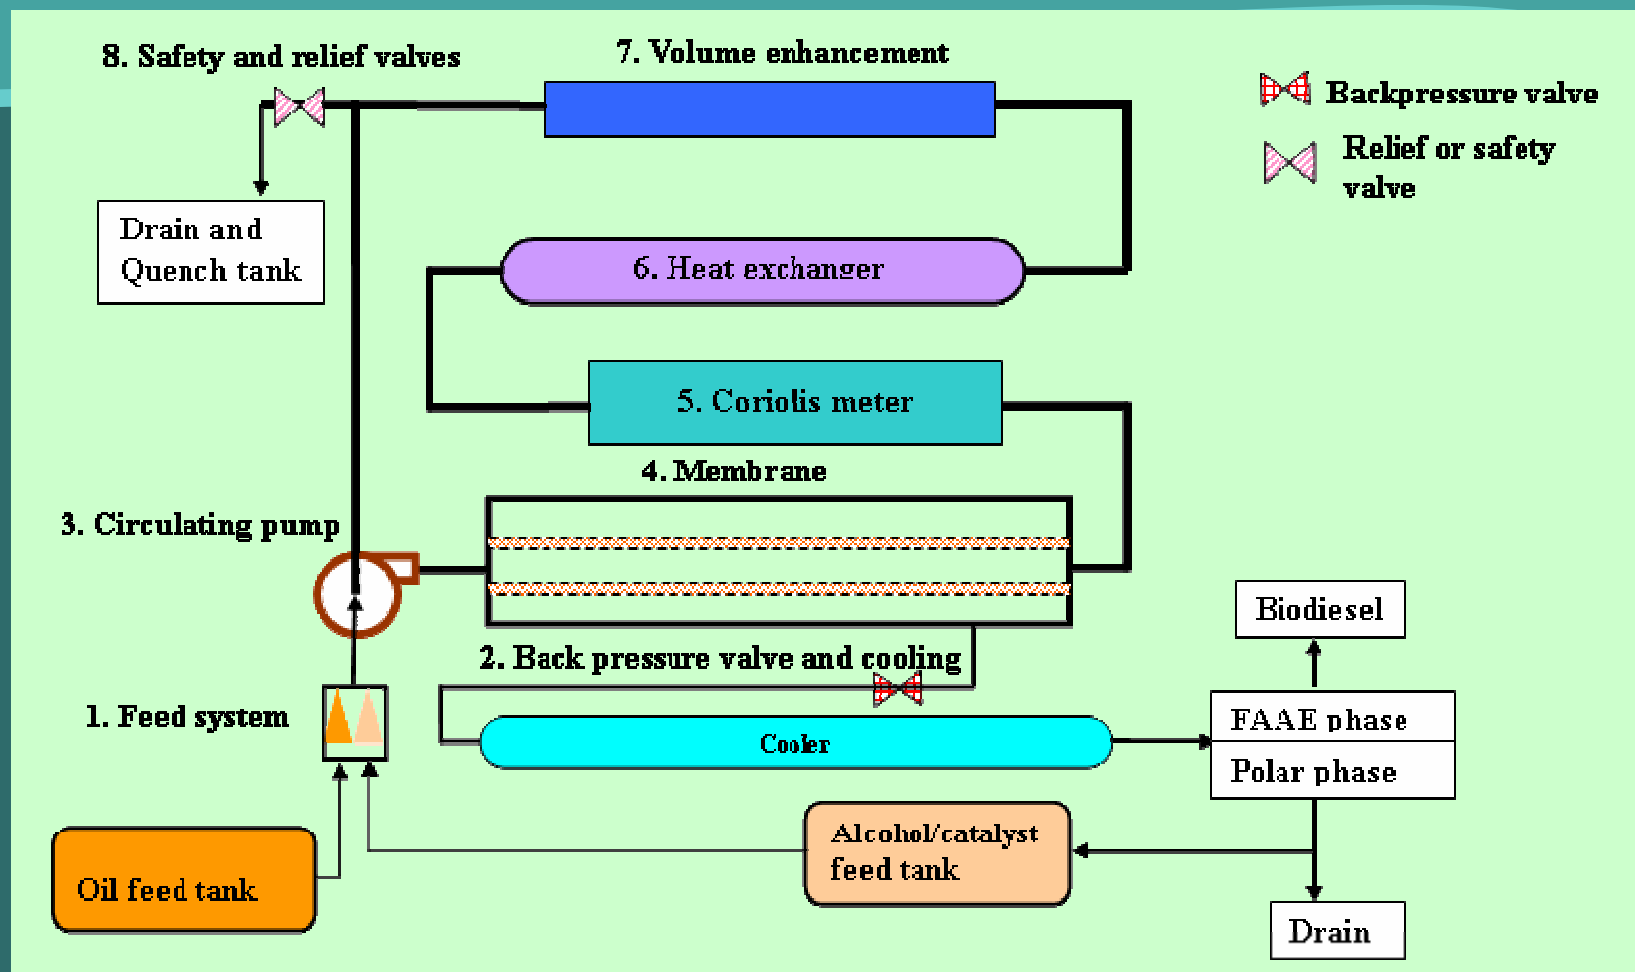 8. Safety and relief valves
7. Volume enhancement
Backpressure valve
Relief or safety
valve
Drain and
Quench tank
6. Heat exchanger
5. Coriolis meter
4. Membrane
3. Circulating pump
2. Back pressure valve and cooling
1. Feed system
Cooler
Biodiesel
FAAE phase
Polar phase
Alcohol/catalyst
feed tank
Oil feed tank
Drain